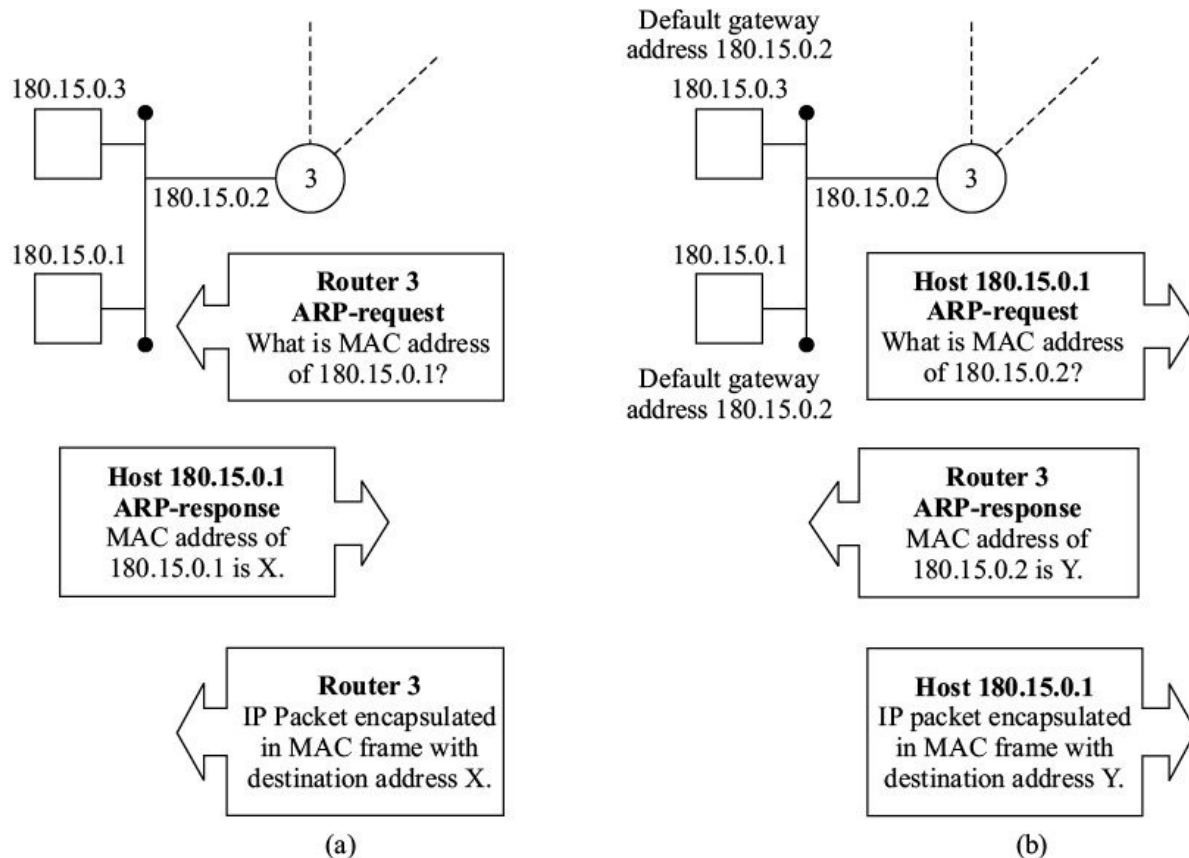 180.15.0.3
3
180.15.0.2
180.15.0.1
Router 3
ARP-request
What is MAC address
of 180.15.0.1?
Host 180.15.0.1
ARP-response
MAC address of
180.15.0.1 is X.
Router 3
IP Packet encapsulated
in MAC frame with
destination address X.
(a)
Default gateway
address 180.15.0.2
180.15.0.3
3
180.15.0.2
180.15.0.1
Default gateway
address 180.15.0.2
Host 180.15.0.1
ARP-request
What is MAC address
of 180.15.0.2?
Router 3
ARP-response
MAC address of
180.15.0.2 is Y.
Host 180.15.0.1
IP packet encapsulated
in MAC frame with
destination address Y.
(b)